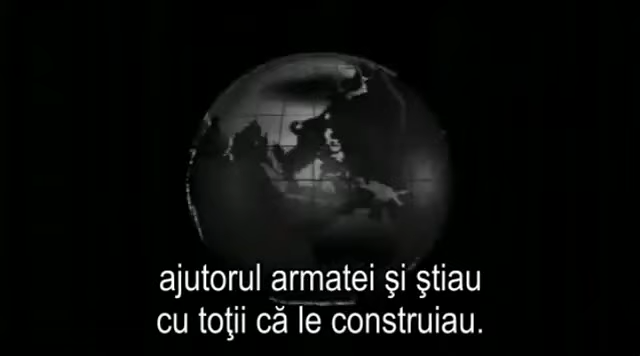 ajutorul armatei şi ştiau
cu toţii că le construiau.